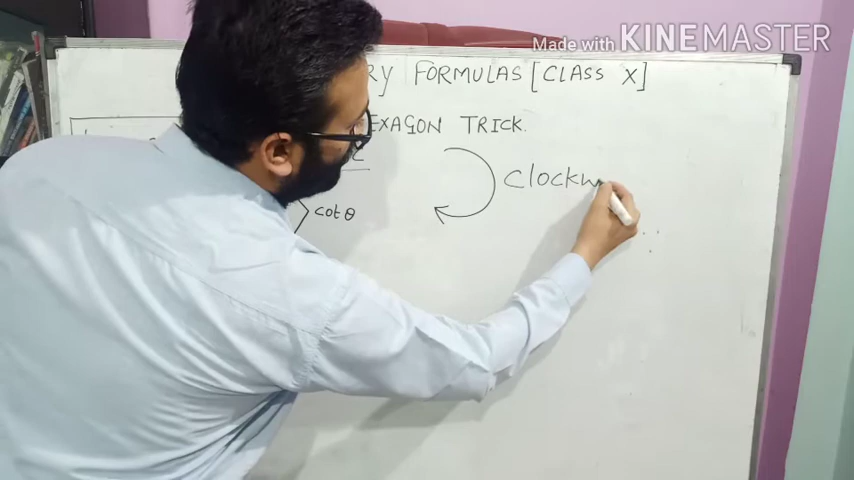 Made with KINEMASTER
RY FORMULAS [CLASS X]
EXAGON TRICK.
Clockw
cot θ